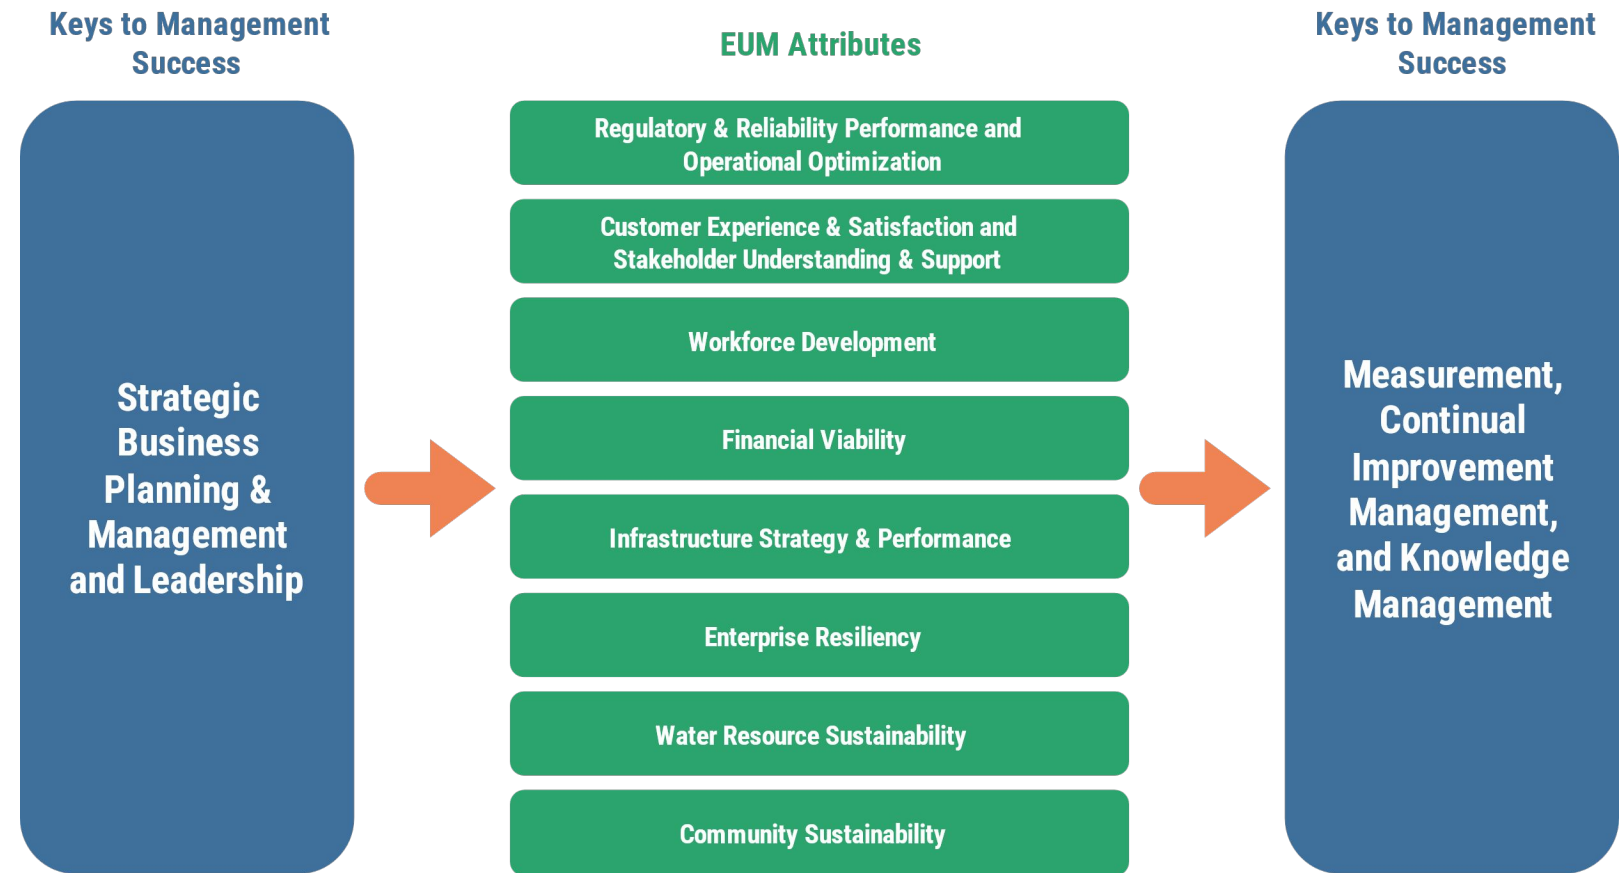 Keys to Management
Success
Strategic
Business
Planning &
Management
and Leadership
EUM Attributes
Regulatory & Reliability Performance and
Operational Optimization
Customer Experience & Satisfaction and
Stakeholder Understanding & Support
Workforce Development
Financial Viability
Infrastructure Strategy & Performance
Enterprise Resiliency
Water Resource Sustainability
Community Sustainability
Keys to Management
Success
Measurement,
Continual
Improvement
Management,
and Knowledge
Management